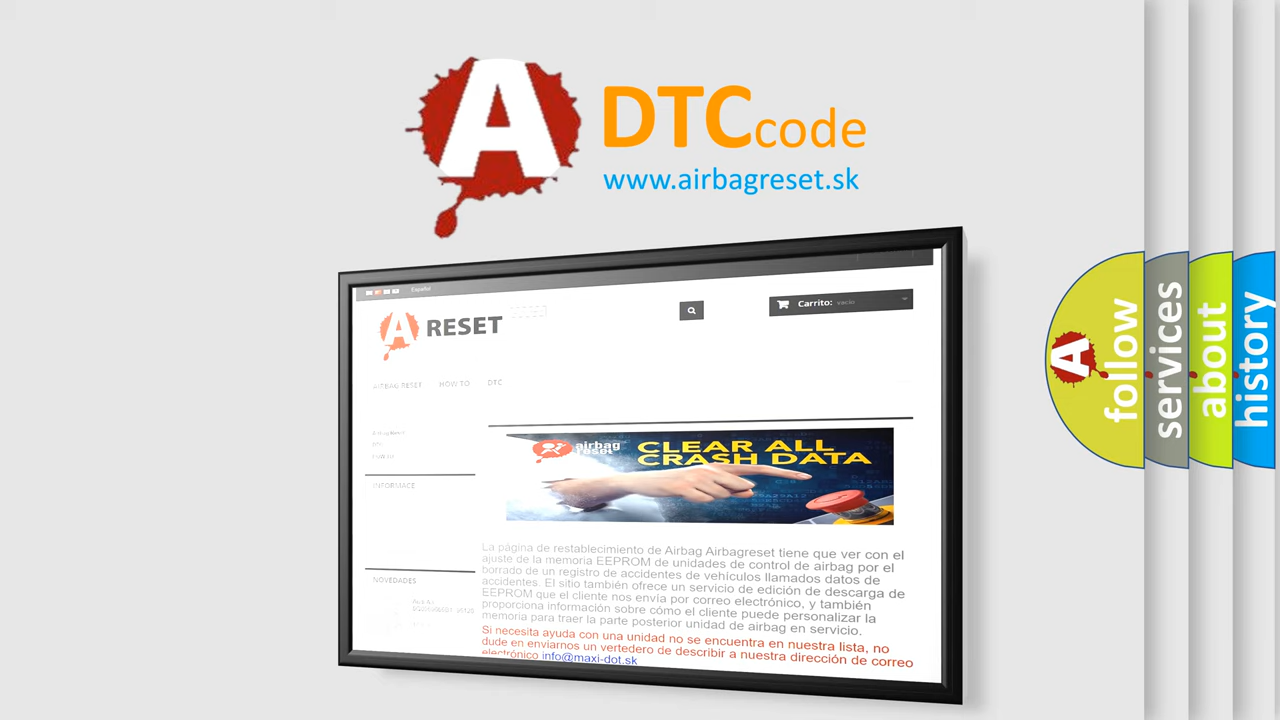 A DTCcode
www.airbagreset.sk
Español
A RESET
Carrito: vacío
AIRBAG RESET HOW TO DTC
INFORMACE
NOVEDADES
airbag
reset
CLEAR ALL
CRASH DATA
La página de restablecimiento de Airbag Airbagreset tiene que ver con el
ajuste de la memoria EEPROM de unidades de control de airbag por el
borrado de un registro de accidentes de vehículos llamados datos de
accidentes. El sitio también ofrece un servicio de edición de descarga de
EEPROM que el cliente nos envía por correo electrónico, y también
proporciona información sobre cómo el cliente puede personalizar la
memoria para traer la parte posterior unidad de airbag en servicio.
Si necesita ayuda con una unidad no se encuentra en nuestra lista, no
dude en enviarnos un vertedero de describir a nuestra dirección de correo
electrónico info@maxi-dot.sk
A
follow
services
about
history